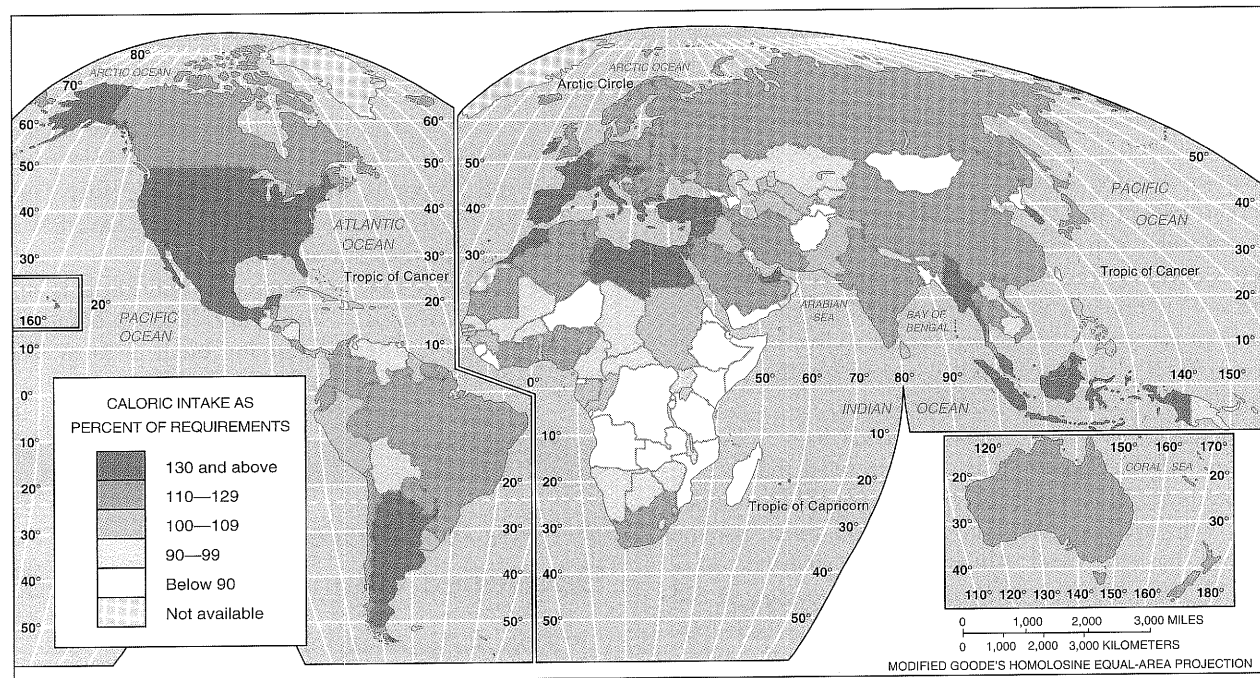 80°
ARCTIC OCEAN
70°
60°
60°
50°
50°
40°
40°
ATLANTIC
OCEAN
30°
30°
Tropic of Cancer
160°
20°
20°
PACIFIC
OCEAN
10°
10°
0°
0°
10°
10°
20°
20°
30°
30°
40°
40°
50°
50°
CALORIC INTAKE AS
PERCENT OF REQUIREMENTS
130 and above
110—129
100—109
90—99
Below 90
Not available
ARCTIC OCEAN
Arctic Circle
60°
50°
50°
PACIFIC
OCEAN
40°
40°
30°
30°
Tropic of Cancer
20°
20°
ARABIAN
SEA
BAY OF
BENGAL
10°
10°
50°
60°
70°
80°
90°
140°
150°
0°
INDIAN
OCEAN
10°
10°
20°
20°
Tropic of Capricorn
30°
30°
40°
40°
50°
50°
120°
150°
160°
170°
CORAL SEA
20°
20°
30°
30°
40°
40°
110°
120°
130°
140°
150°
160°
180°
0 1,000 2,000 3,000 MILES
0 1,000 2,000 3,000 KILOMETERS
MODIFIED GOODE'S HOMOLOSINE EQUAL-AREA PROJECTION